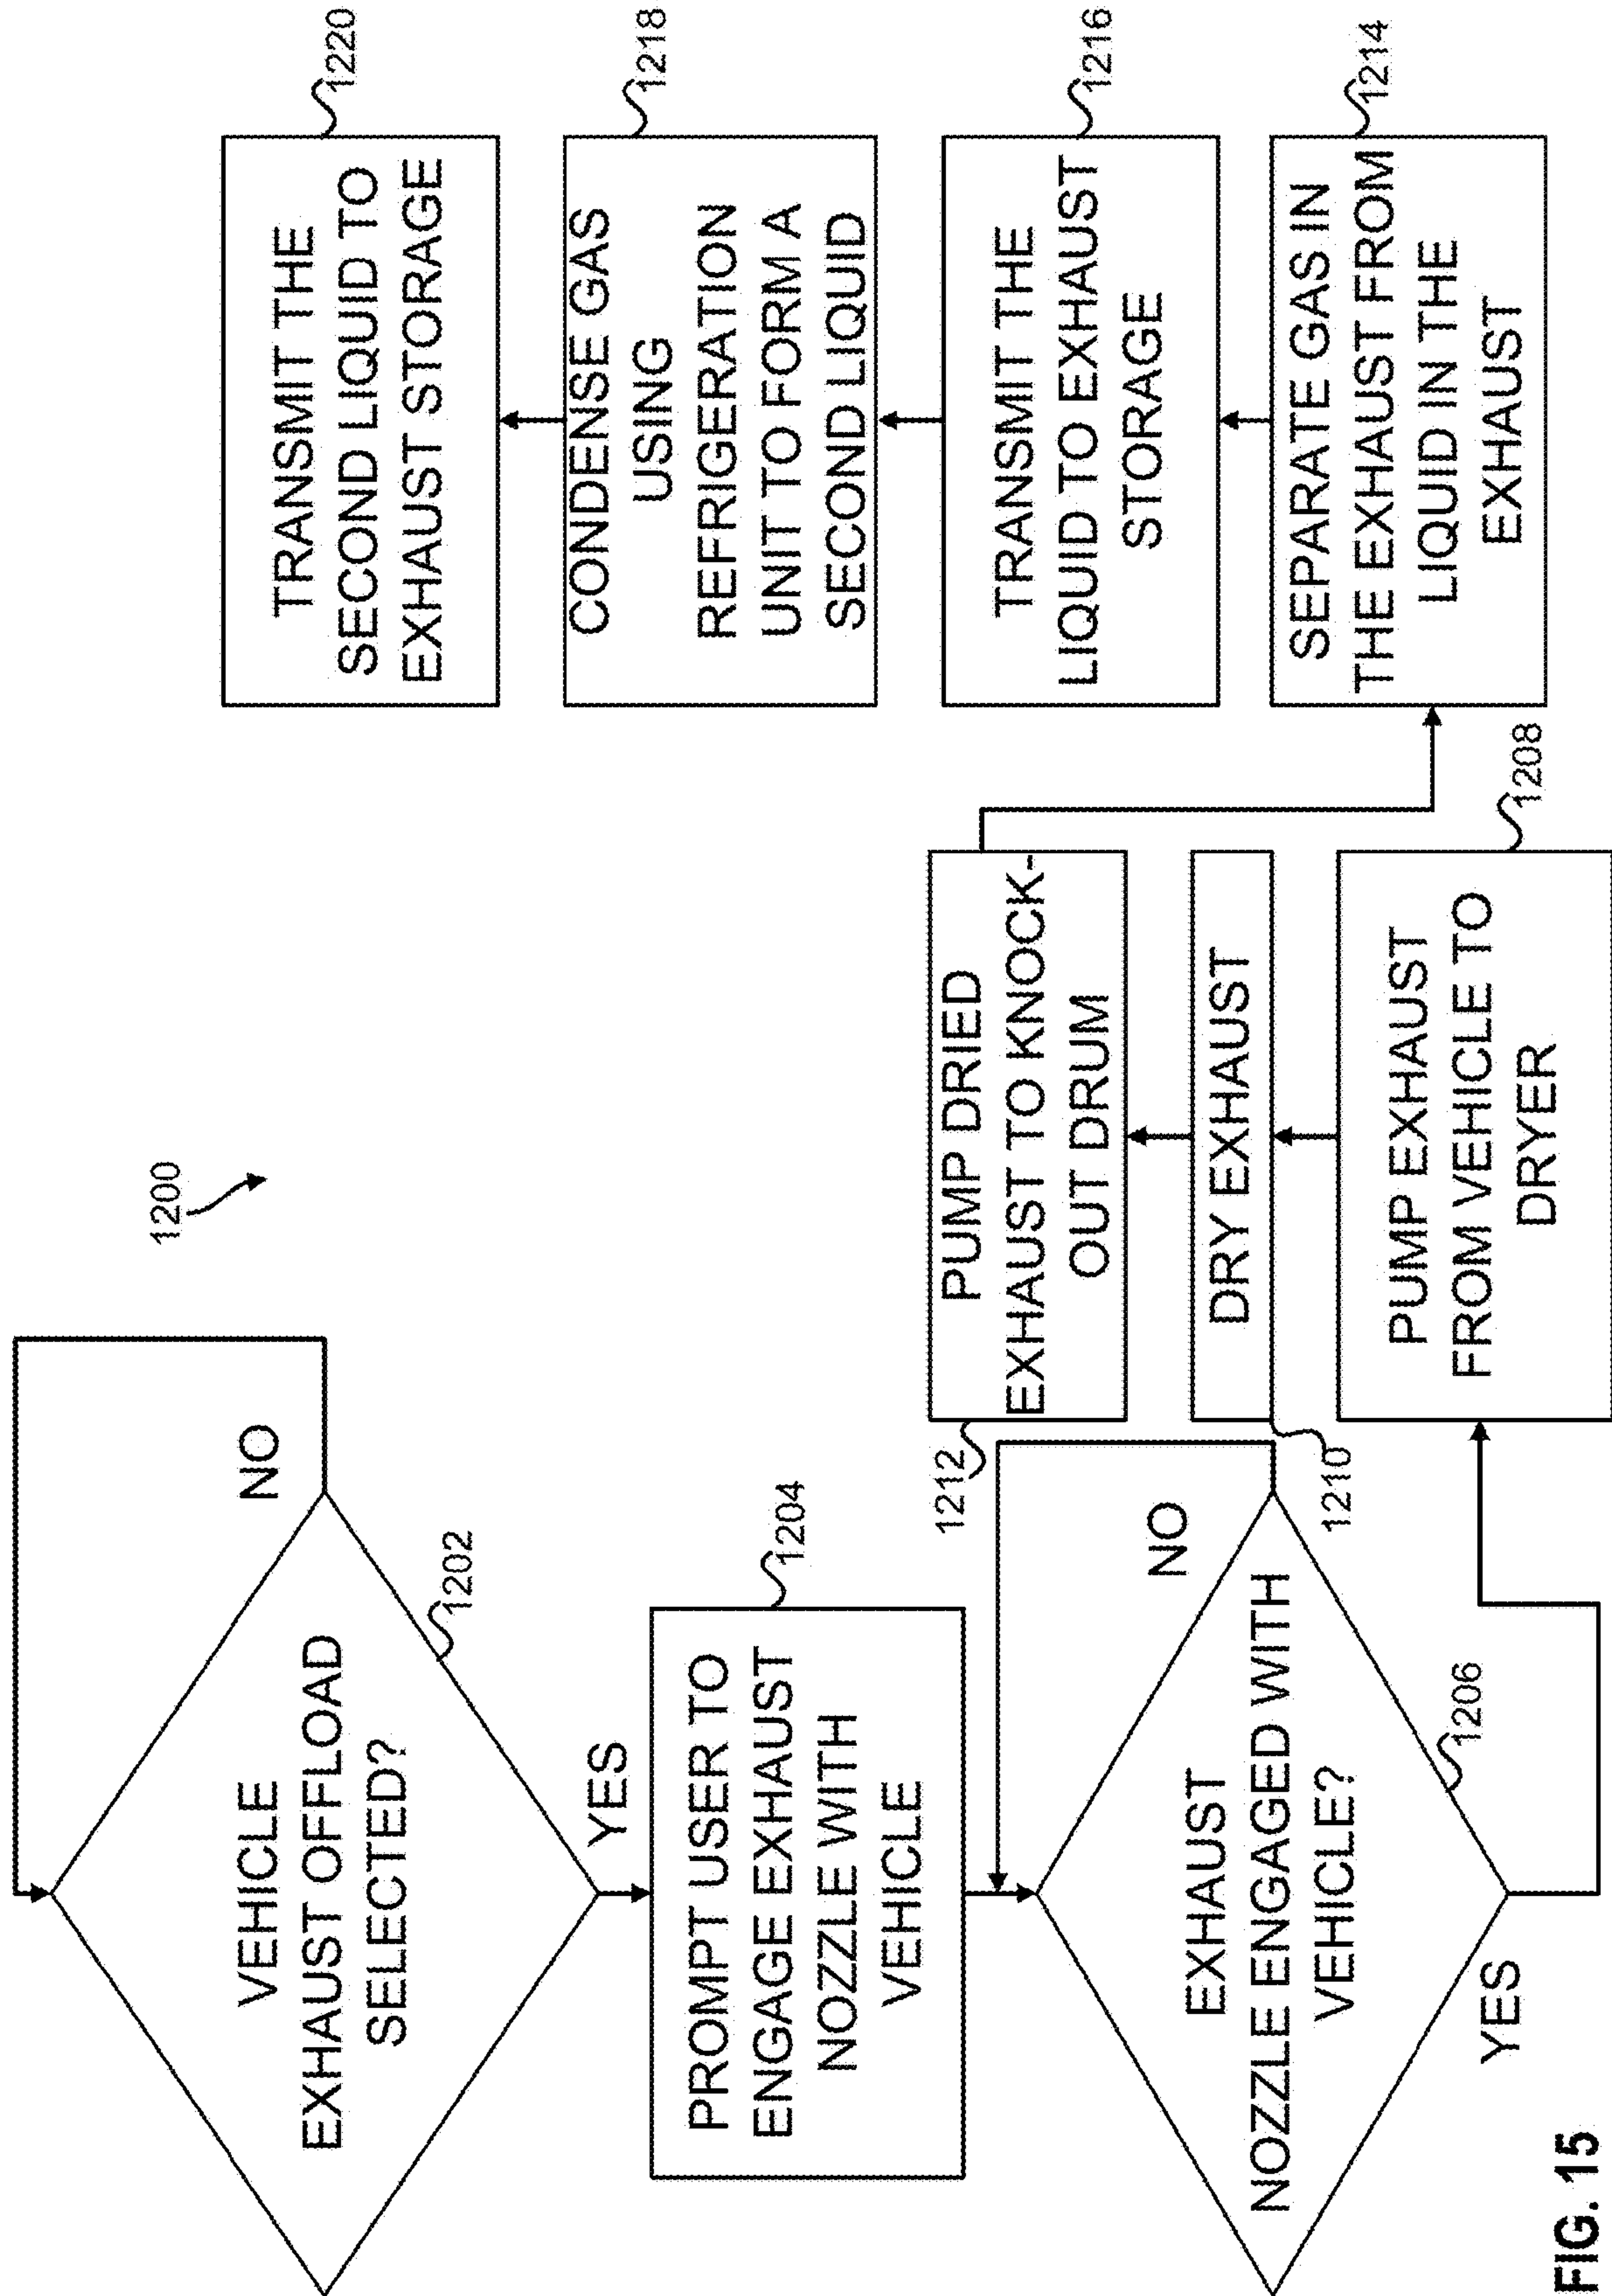 1200
VEHICLE
EXHAUST OFFLOAD
SELECTED?
NO
1202
YES
PROMPT USER TO
ENGAGE EXHAUST
NOZZLE WITH
VEHICLE
1204
EXHAUST
NOZZLE ENGAGED WITH
VEHICLE?
NO
1206
YES
PUMP EXHAUST
FROM VEHICLE TO
DRYER
1208
DRY EXHAUST
1210
PUMP DRIED
EXHAUST TO KNOCK-
OUT DRUM
1212
SEPARATE GAS IN
THE EXHAUST FROM
LIQUID IN THE
EXHAUST
1214
TRANSMIT THE
LIQUID TO EXHAUST
STORAGE
1216
CONDENSE GAS
USING
REFRIGERATION
UNIT TO FORM A
SECOND LIQUID
1218
TRANSMIT THE
SECOND LIQUID TO
EXHAUST STORAGE
1220
FIG. 15